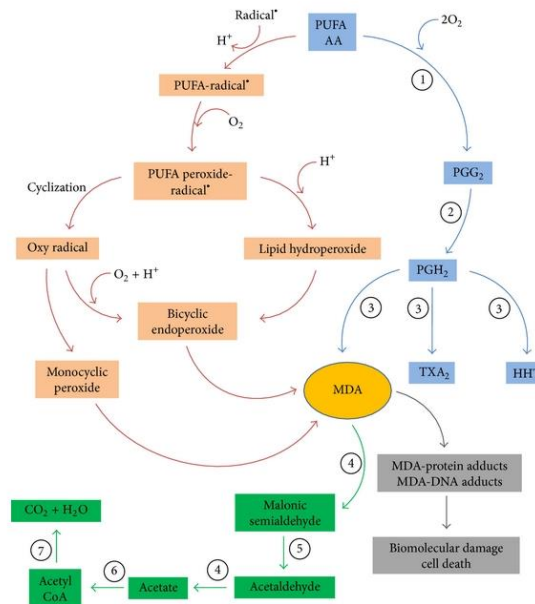 Radical•
H+
PUFA
AA
2O2
1
PUFA-radical•
O2
PUFA peroxide-
radical•
H+
PGG2
Cyclization
2
Oxy radical
Lipid hydroperoxide
PGH2
O2 + H+
3
3
3
Bicyclic
endoperoxide
Monocyclic
peroxide
MDA
TXA2
HHT
4
MDA-protein adducts
MDA-DNA adducts
CO2 + H2O
Malonic
semialdehyde
7
5
Biomolecular damage
cell death
Acetyl
CoA
6
Acetate
4
Acetaldehyde